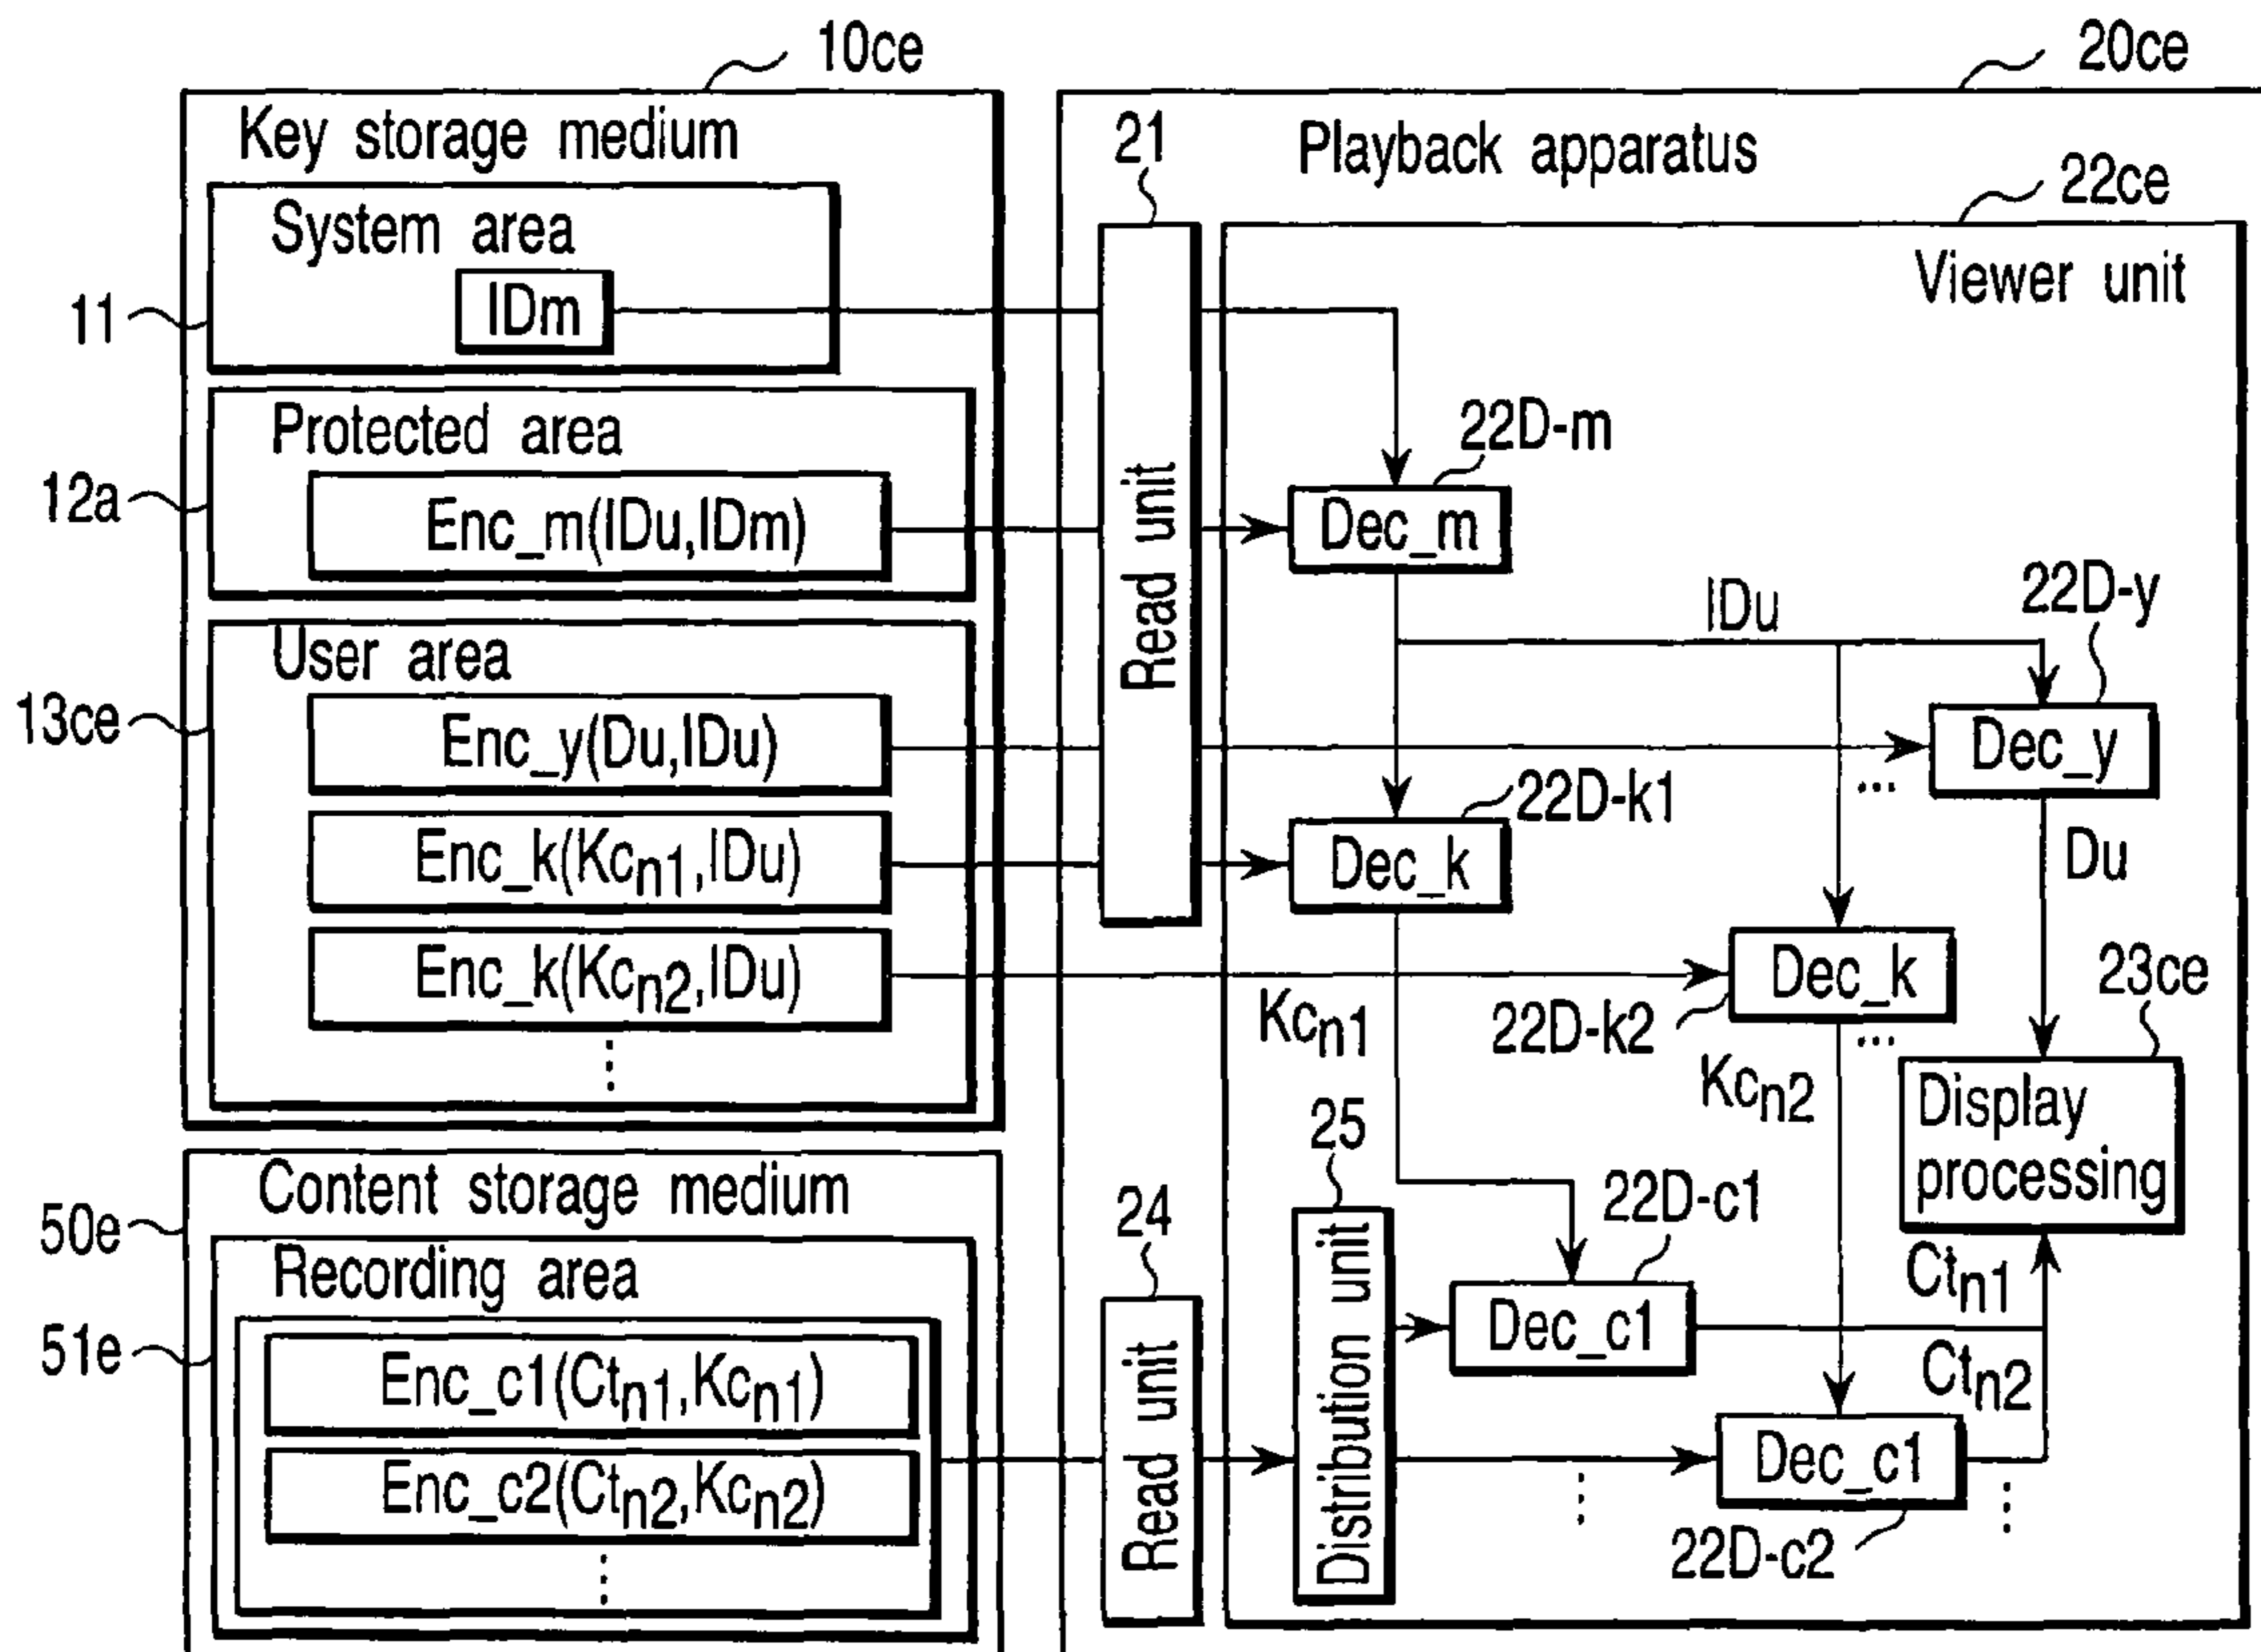 10ce
20ce
Key storage medium
21
Playback apparatus
22ce
System area
Viewer unit
IDm
11
Protected area
22D-m
12a
Enc_m(IDu,IDm)
Read unit
Dec_m
IDu
22D-y
User area
13ce
Enc_y(Du,IDu)
Dec_y
...
22D-k1
Enc_k(Kcn1,IDu)
Dec_k
Du
Enc_k(Kcn2,IDu)
Dec_k
23ce
Kcn1
22D-k2
...
Kcn2
Display
processing
25
Content storage medium
50e
24
22D-c1
Recording area
Distribution unit
Ctn1
51e
Enc_c1(Ctn1,Kcn1)
Read unit
Dec_c1
Ctn2
Enc_c2(Ctn2,Kcn2)
Dec_c1
22D-c2